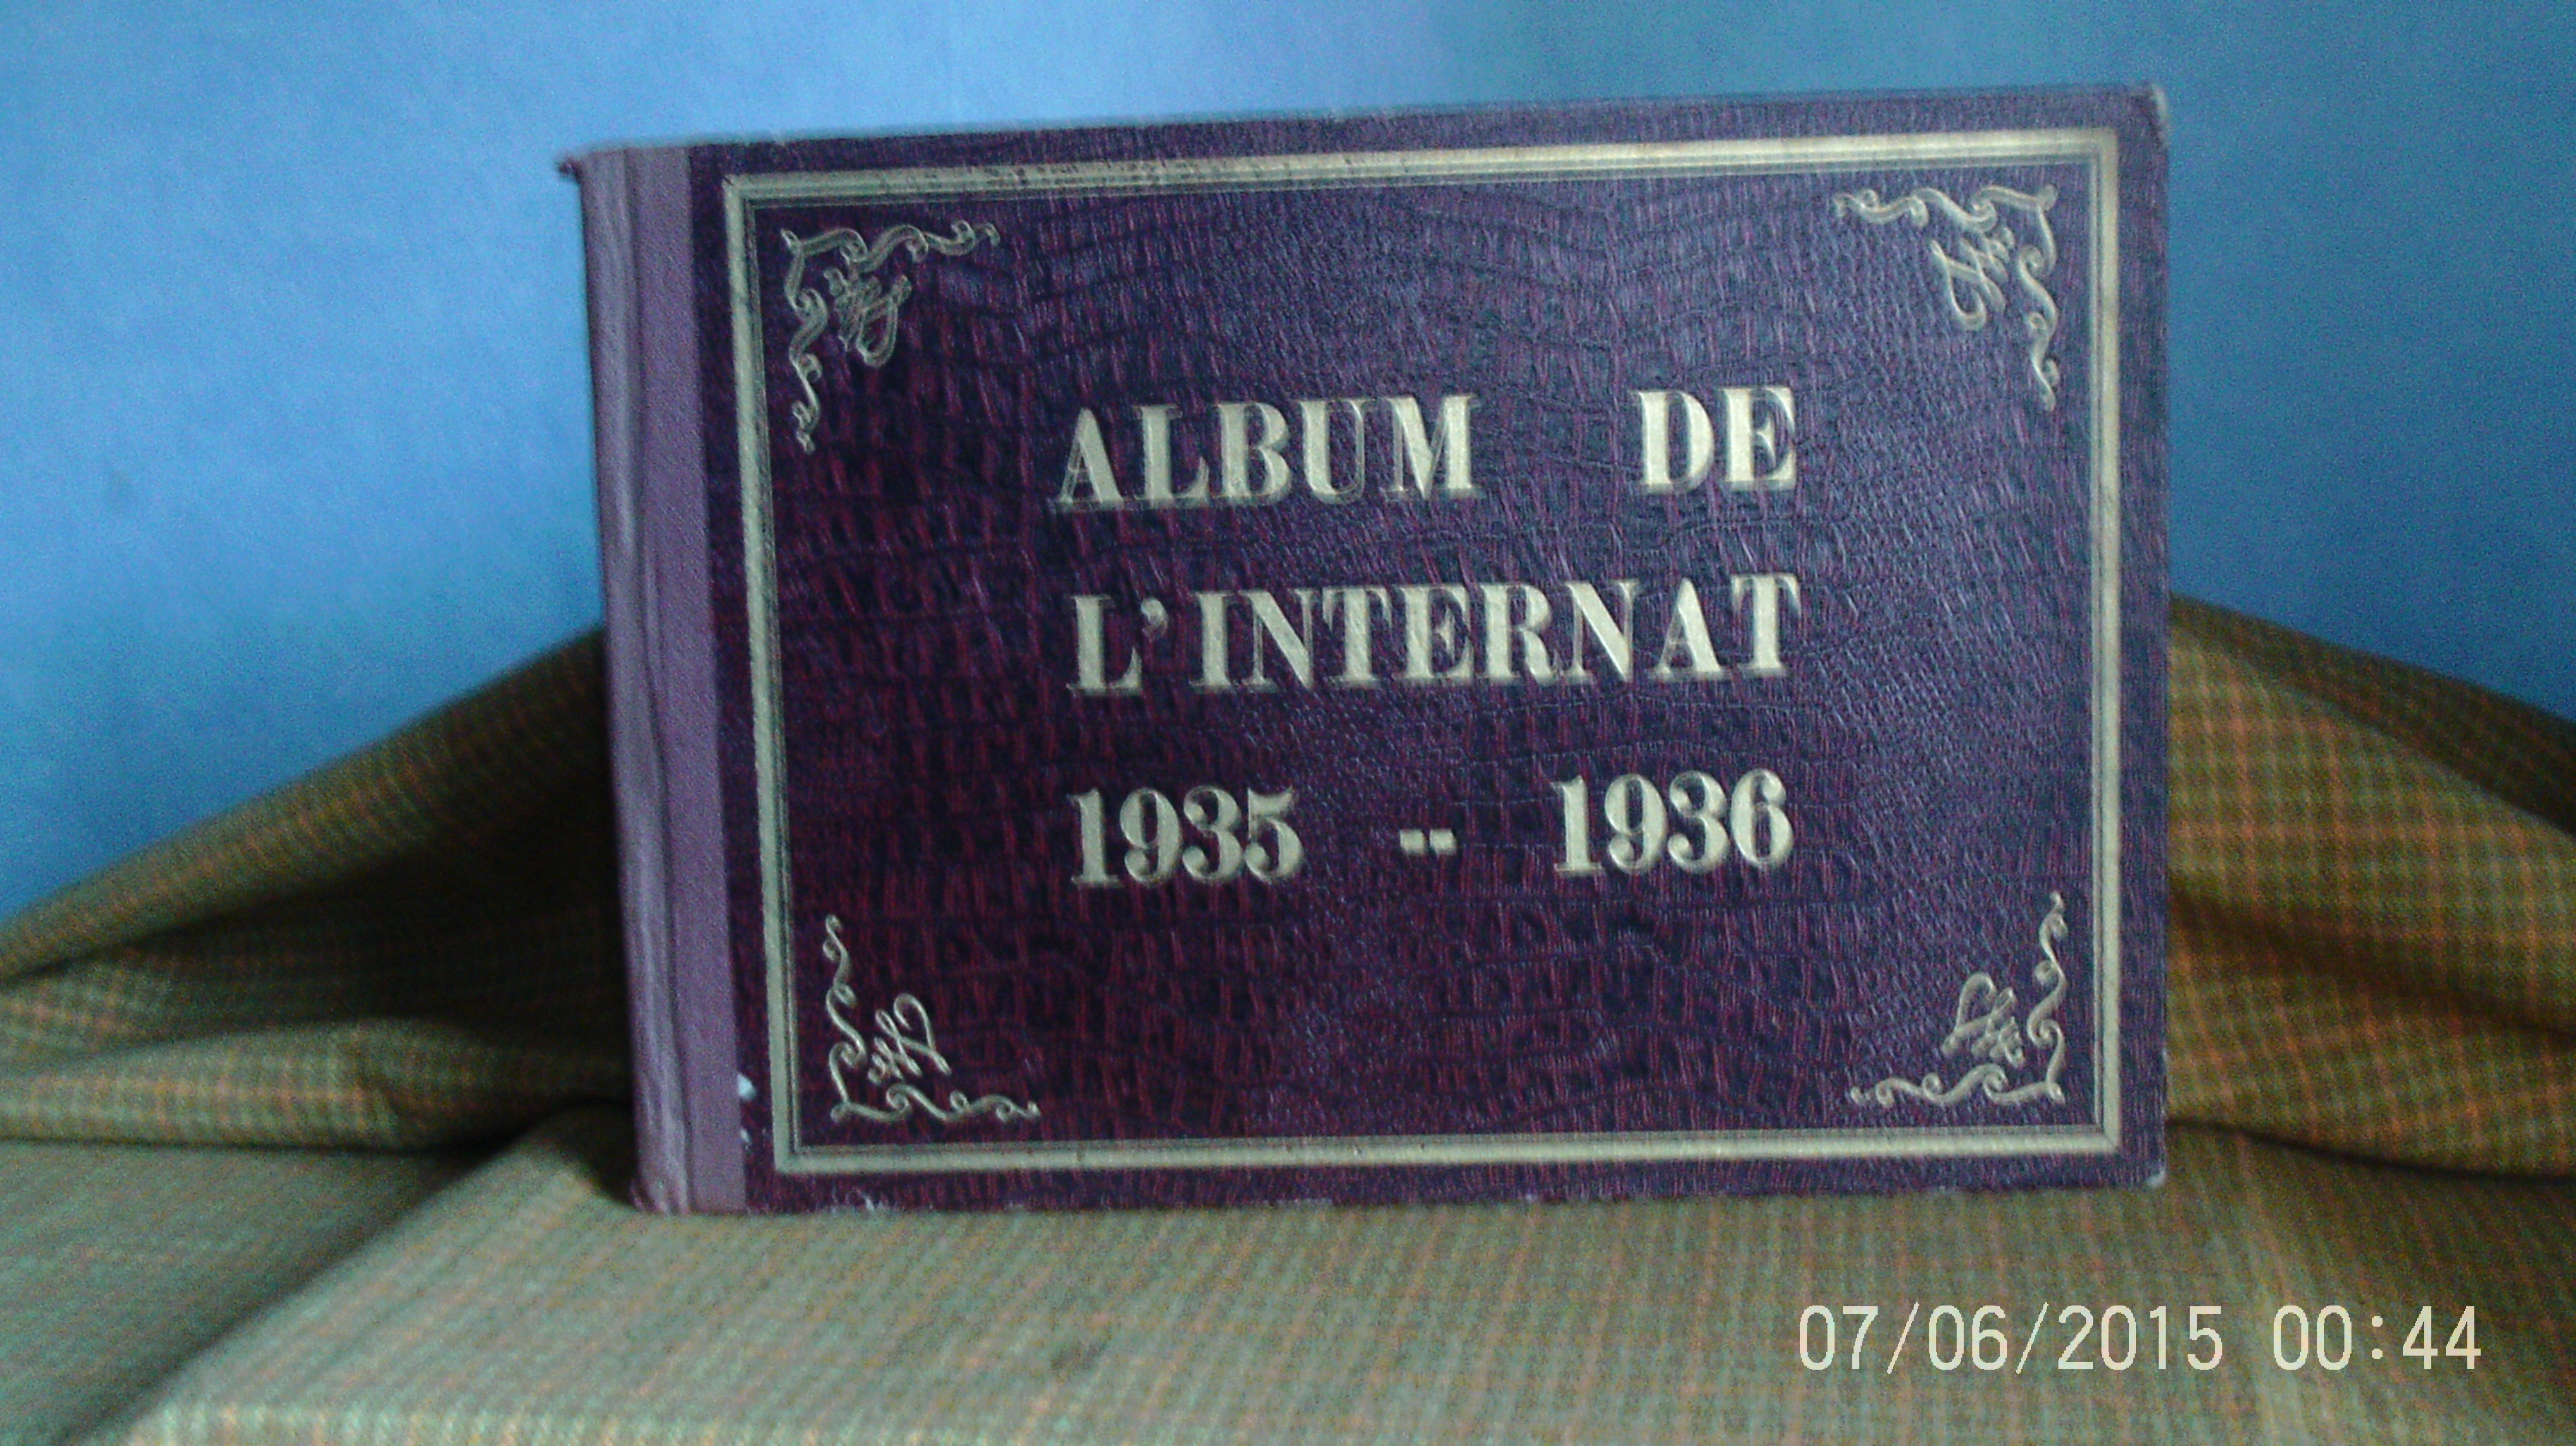 ALBUM DE
L'INTERNAT
1935 -- 1936
07/06/2015 00:44